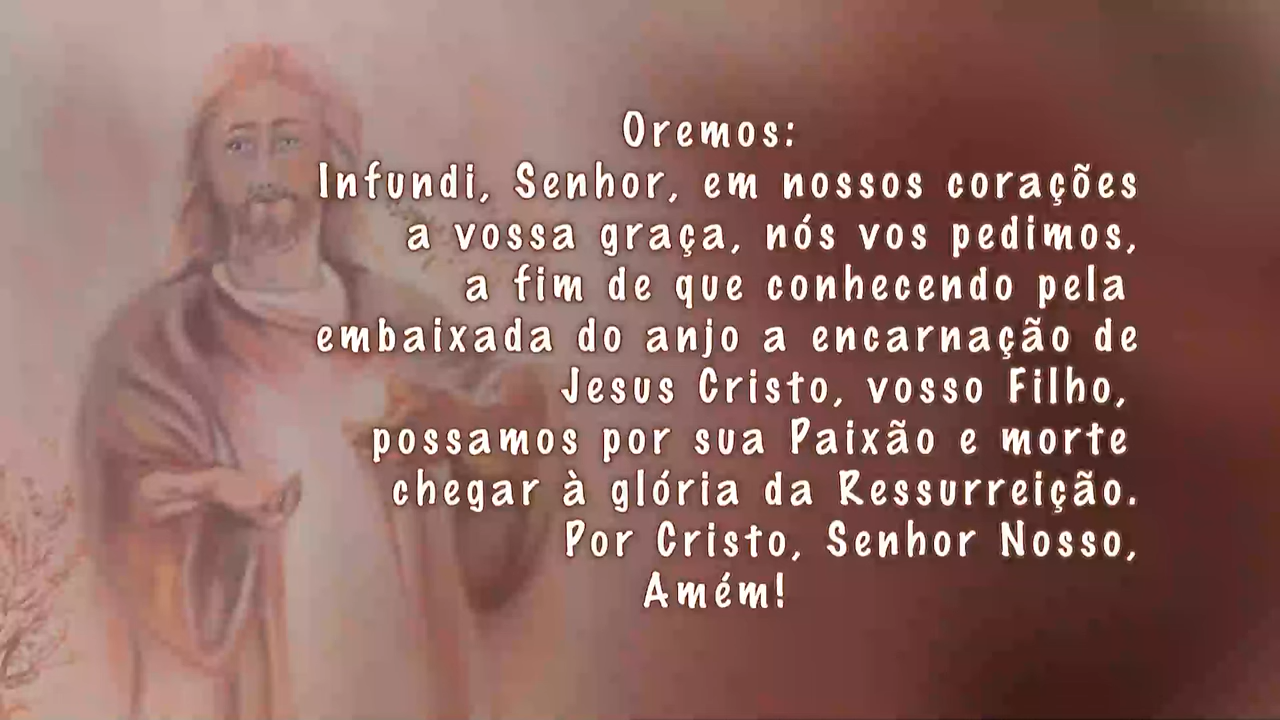 Oremos:
Infundi, Senhor, em nossos corações
a vossa graça, nós vos pedimos,
a fim de que conhecendo pela
embaixada do anjo a encarnação de
Jesus Cristo, vosso Filho,
possamos por sua Paixão e morte
chegar à glória da Ressurreição.
Por Cristo, Senhor Nosso,
Amém!